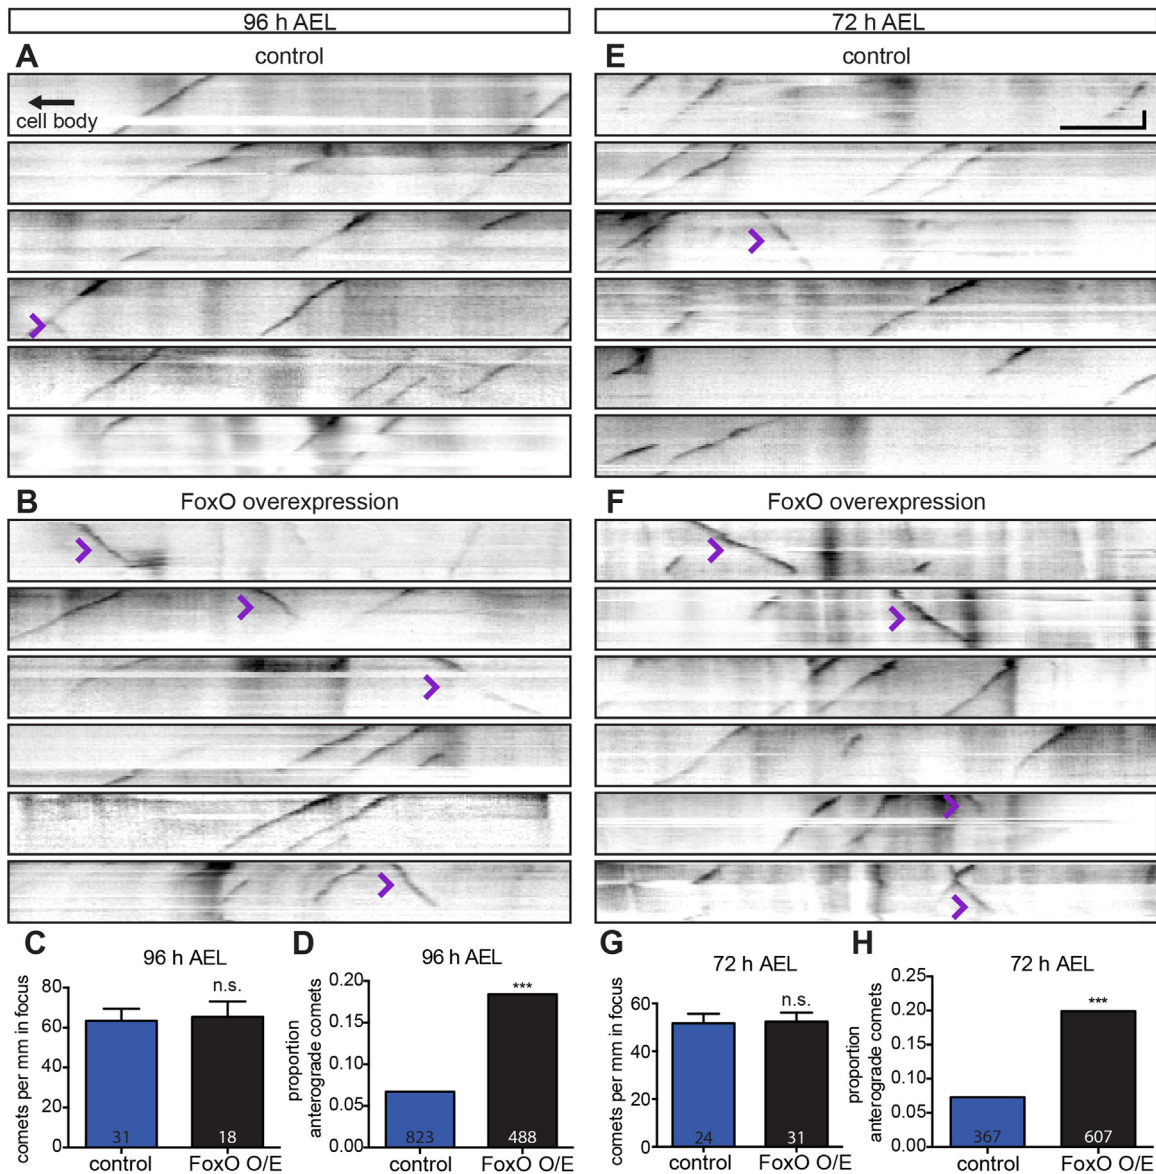 96 h AEL
72 h AEL
A
control
E
control
cell body
B
FoxO overexpression
F
FoxO overexpression
C
96 h AEL
comets per mm in focus
80
60
40
20
0
n.s.
31
18
control
FoxO O/E
D
96 h AEL
proportion
anterograde comets
0.20
0.15
0.10
0.05
0.00
***
823
488
control
FoxO O/E
G
72 h AEL
comets per mm in focus
60
40
20
0
n.s.
24
31
control
FoxO O/E
H
72 h AEL
proportion
anterograde comets
0.25
0.20
0.15
0.10
0.05
0.00
***
367
607
control
FoxO O/E